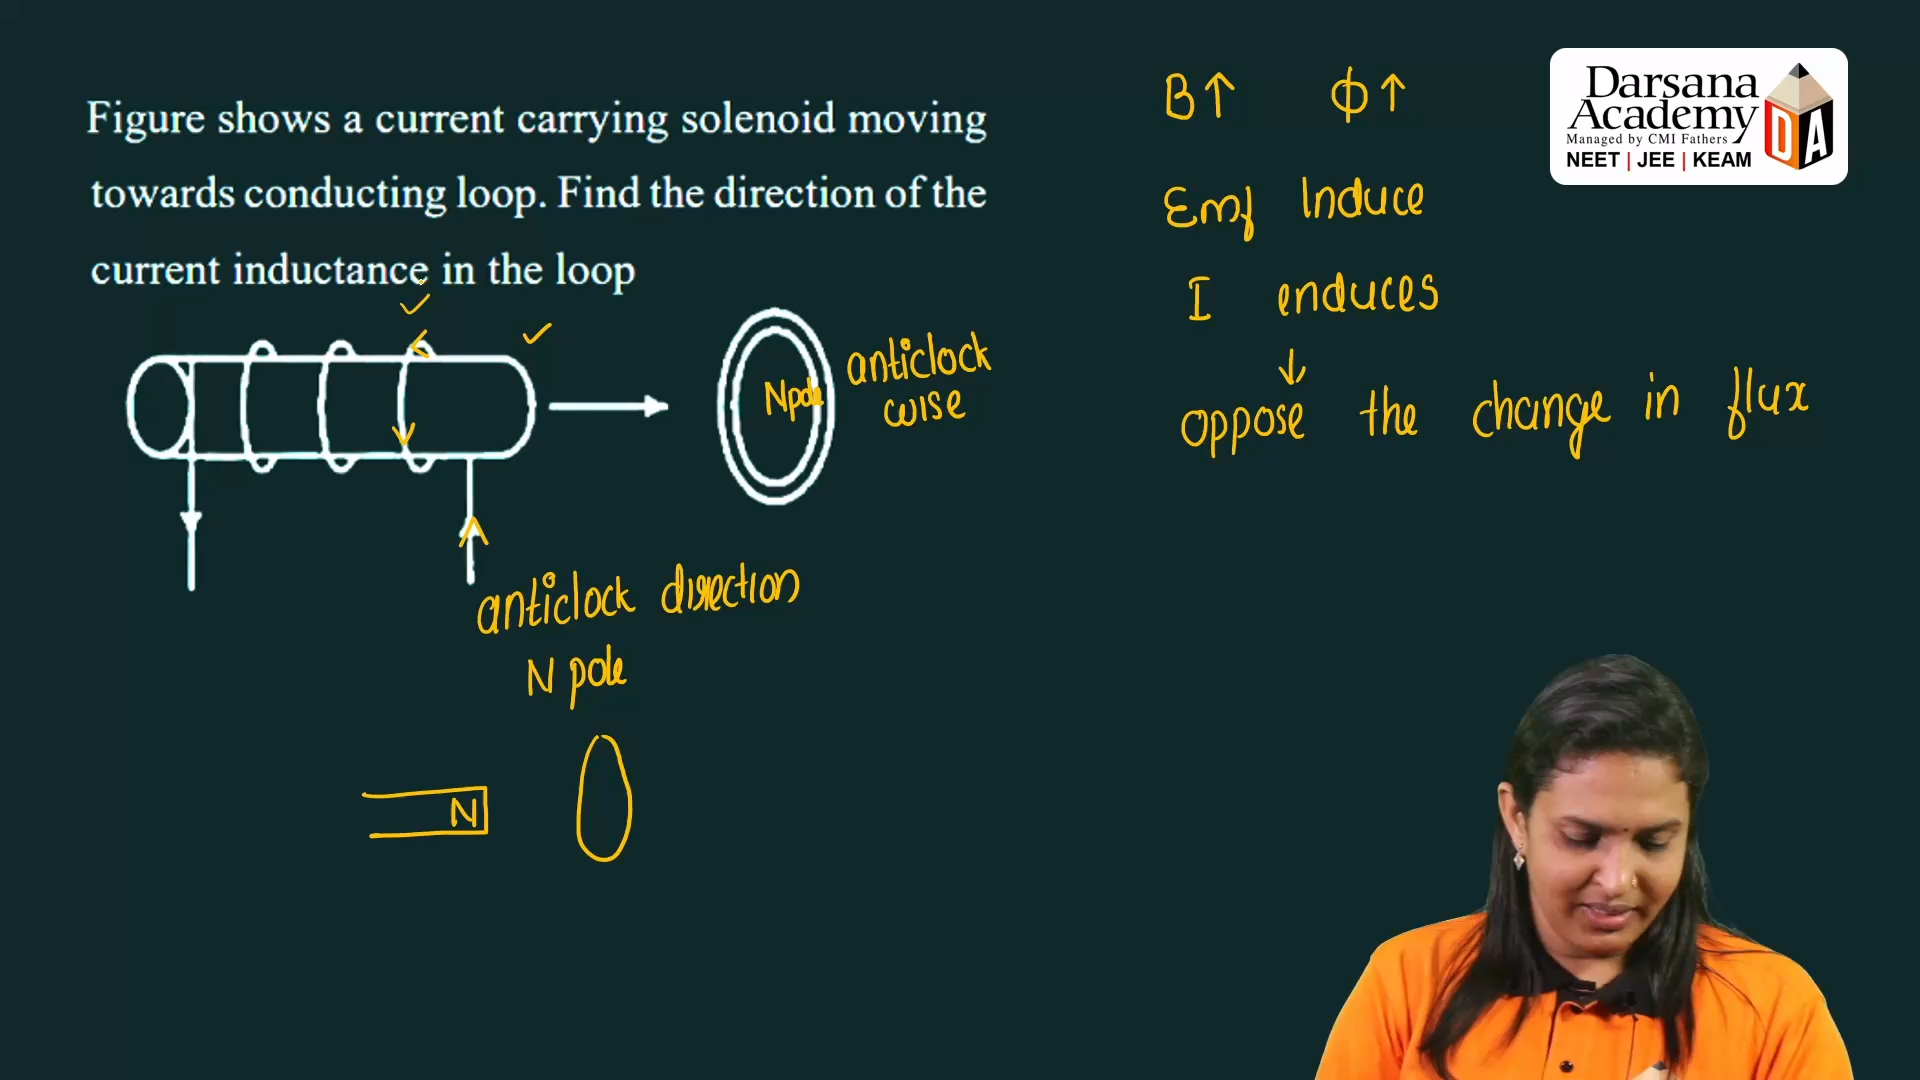 Figure shows a current carrying solenoid moving
towards conducting loop. Find the direction of the
current inductance in the loop
N pole
anticlock
wise
anticlock direction
N pole
N
B↑ Φ↑
Emf Induce
I enduces
↓
oppose the change in flux
Darsana
Academy
Managed by CMI Fathers
NEET | JEE | KEAM
DA